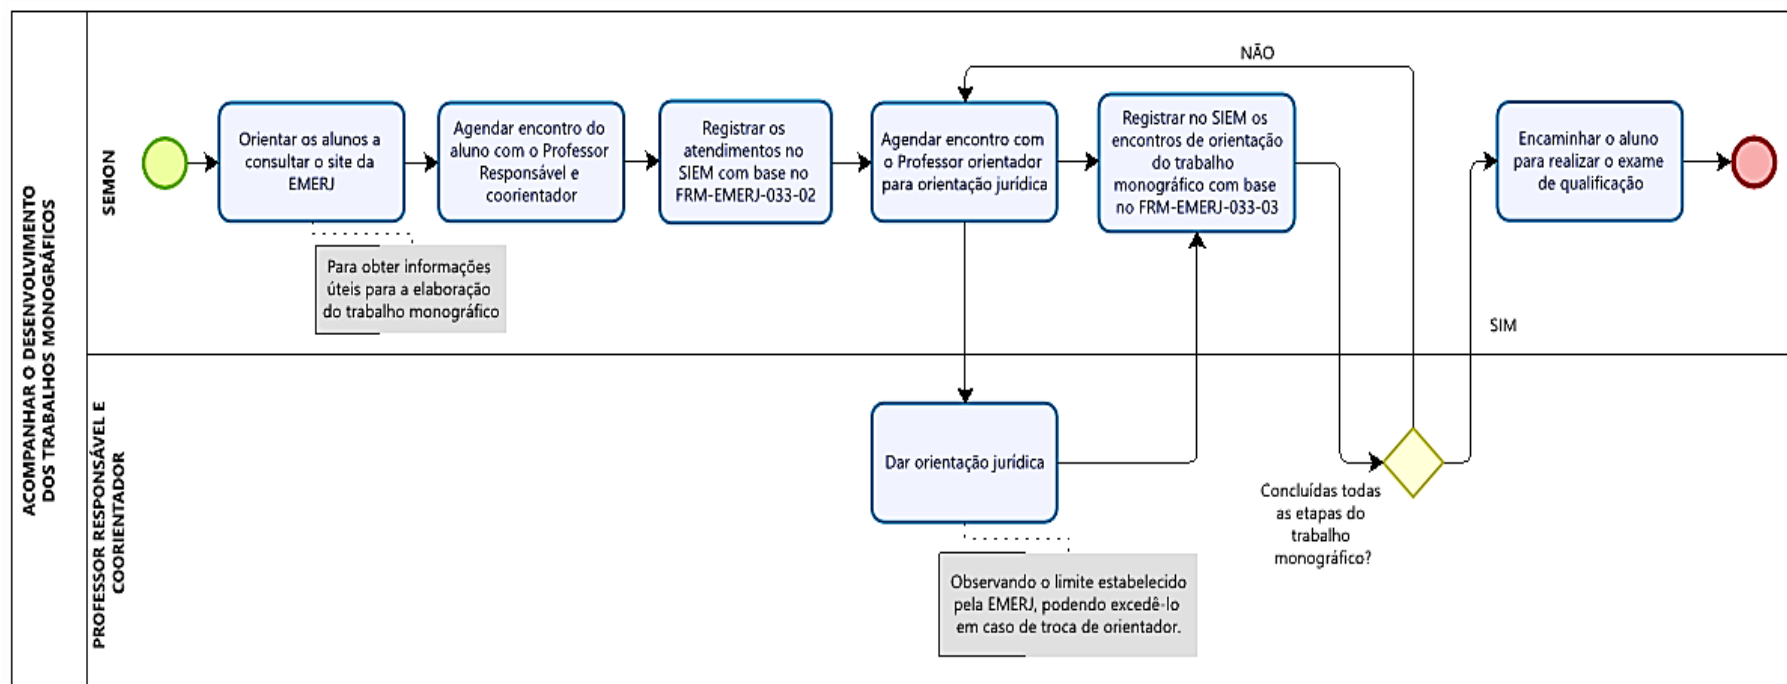 ACOMPANHAR O DESENVOLVIMENTO
DOS TRABALHOS MONOGRÁFICOS
SEMON
Orientar os alunos a
consultar o site da
EMERJ
Para obter informações
úteis para a elaboração
do trabalho monográfico
Agendar encontro do
aluno com o Professor
Responsável e
coorientador
Registrar os
atendimentos no
SIEM com base no
FRM-EMERJ-033-02
Agendar encontro com
o Professor orientador
para orientação jurídica
Registrar no SIEM os
encontros de orientação
do trabalho
monográfico com base
no FRM-EMERJ-033-03
NÃO
Encaminhar o aluno
para realizar o exame
de qualificação
SIM
PROFESSOR RESPONSÁVEL E
COORIENTADOR
Dar orientação jurídica
Observando o limite estabelecido
pela EMERJ, podendo excedê-lo
em caso de troca de orientador.
Concluídas todas
as etapas do
trabalho
monográfico?